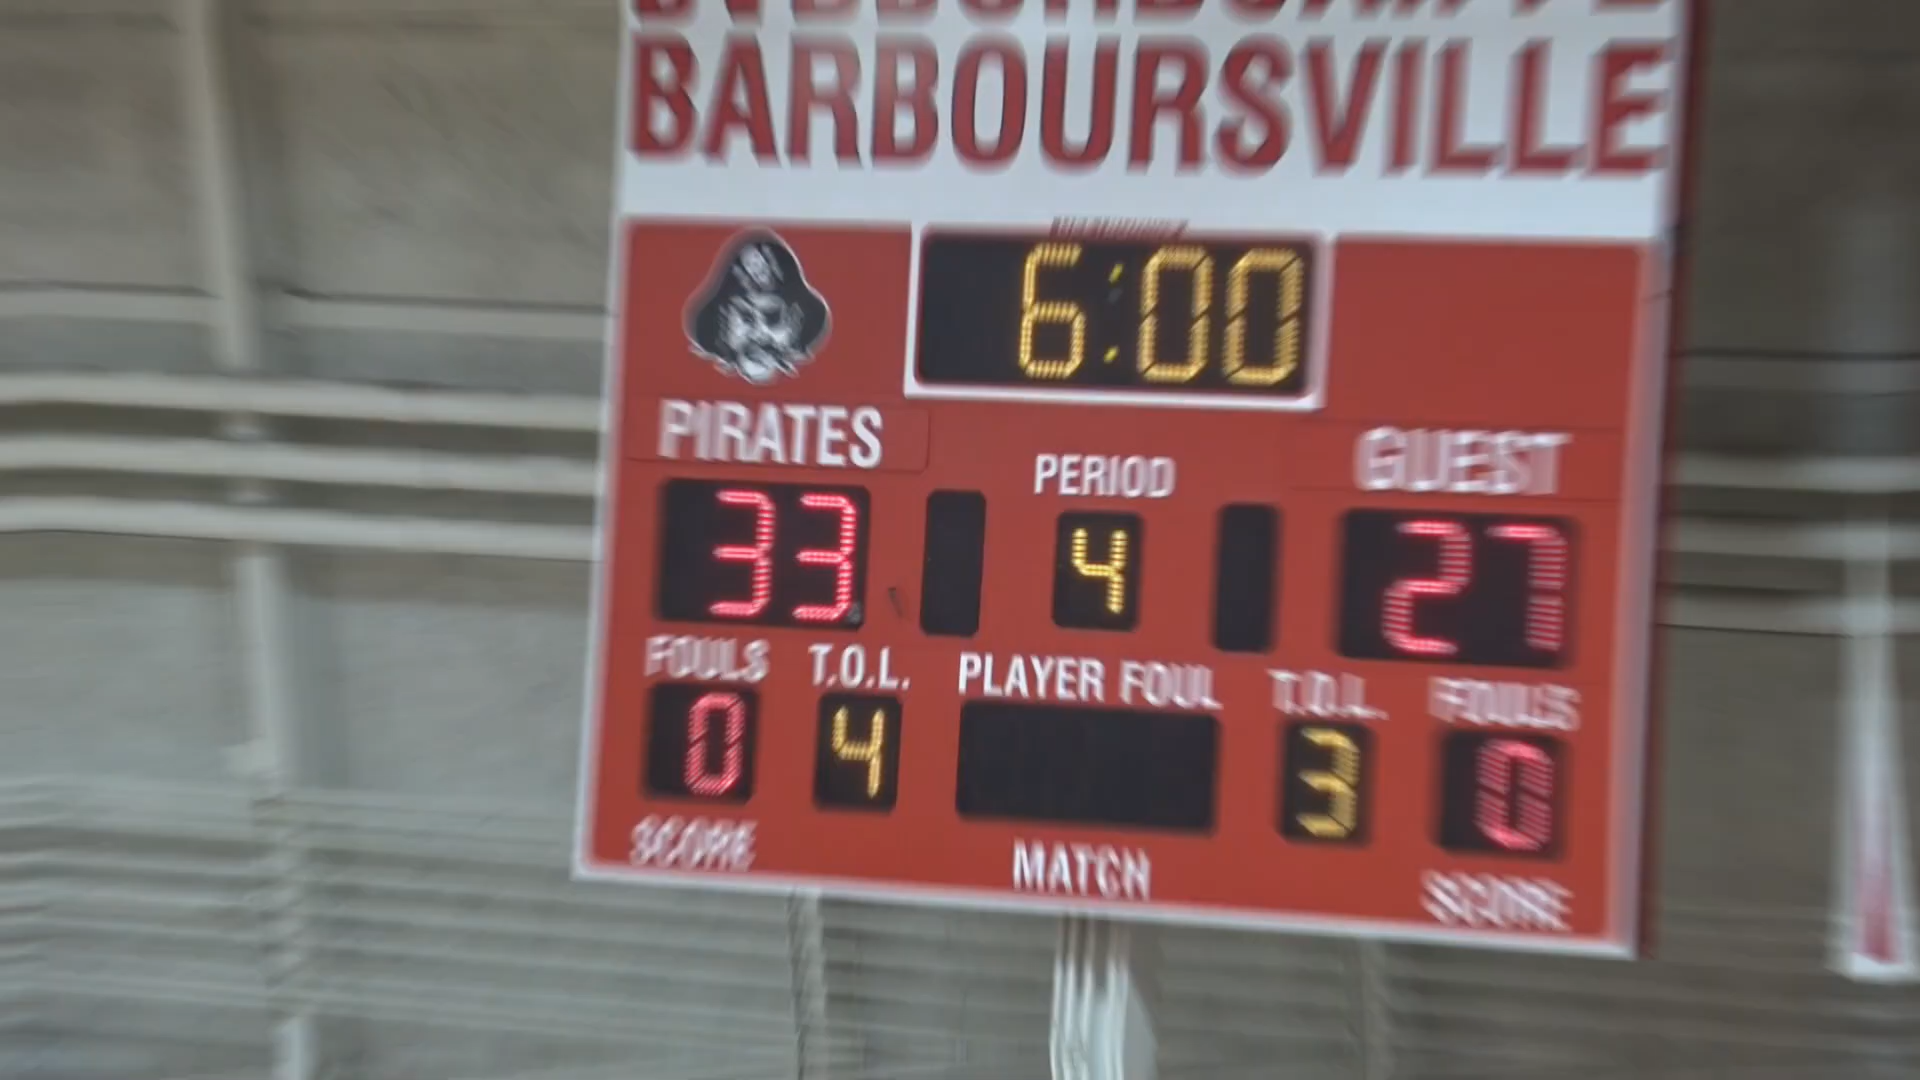 BARBOURSVILLE
6:00
PIRATES
PERIOD
GUEST
33
4
27
FOULS
T.O.L.
PLAYER FOUL
T.O.L.
FOULS
0
4
3
0
SCORE
MATCH
SCORE